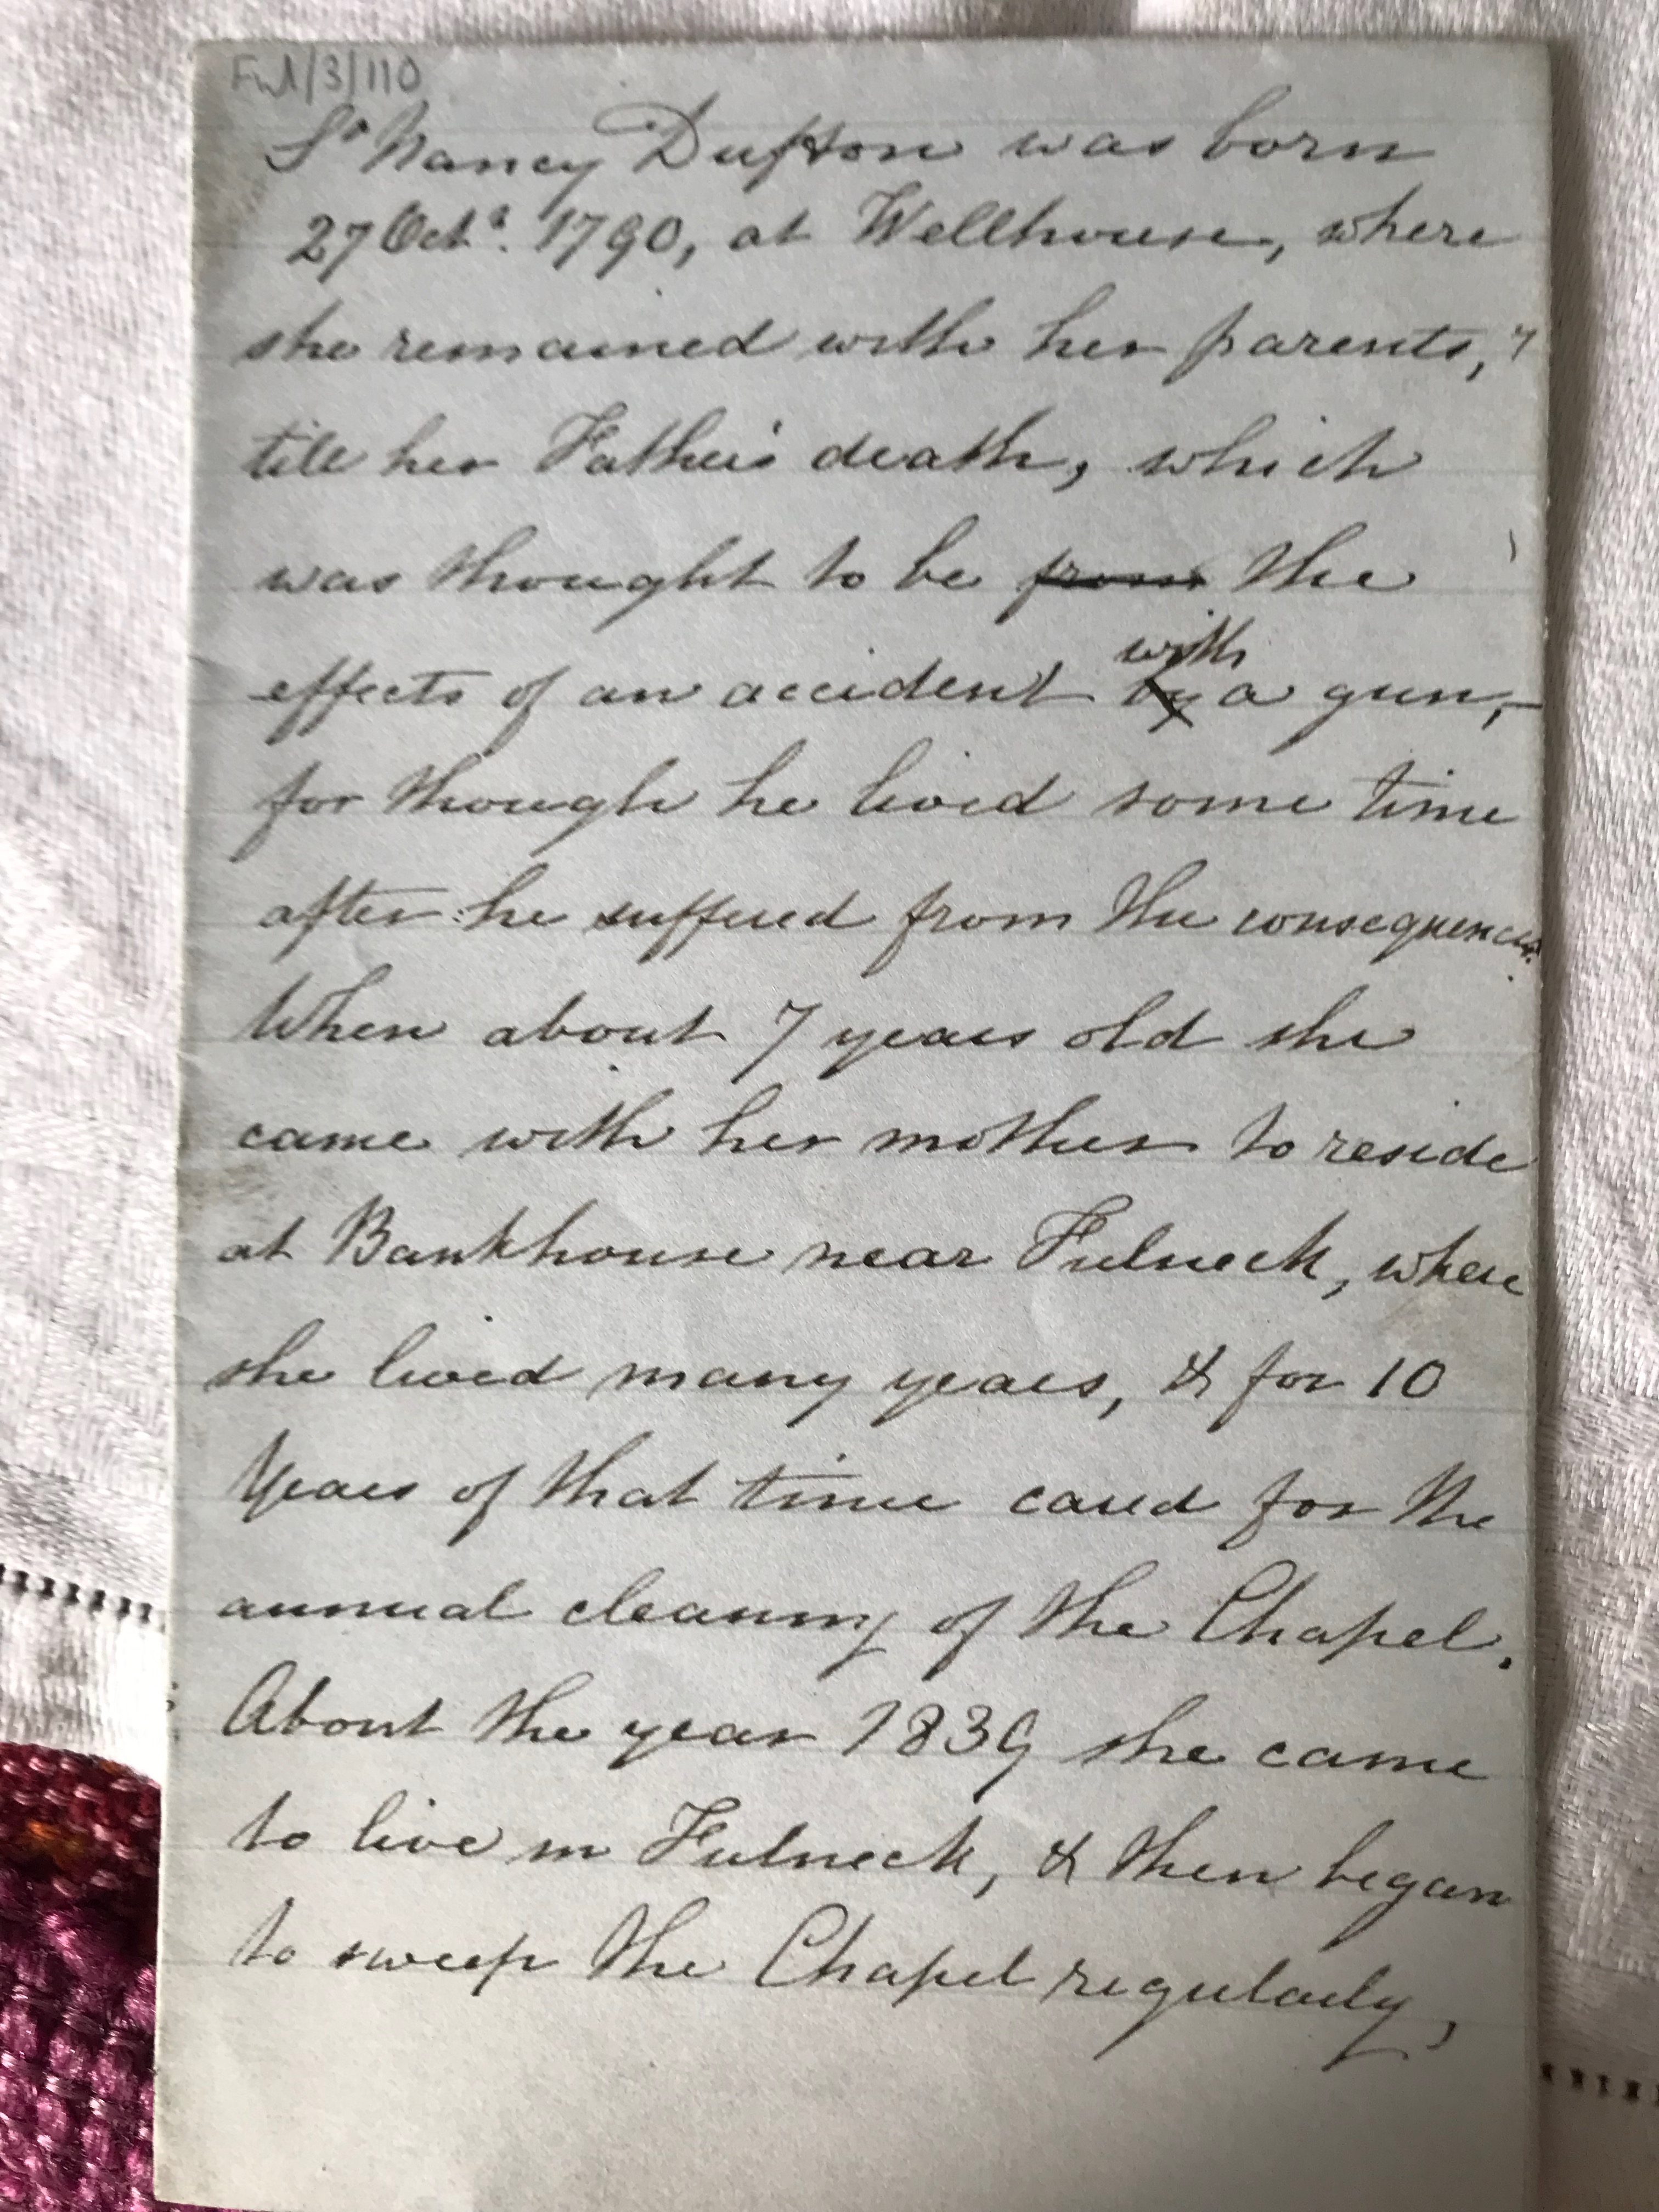 Ful/3/110
Sr Nancy Dufton was born
27 Octr. 1790, at Wellhouse, where
she remained with her parents,
till her Father's death, which
was thought to be from the
with
effects of an accident by a gun,
for though he lived some time
after he suffered from the consequences.
When about 7 years old she
came with her mother to reside
at Bankhouse near Fulneck, where
she lived many years, & for 10
Years of that time cared for the
annual cleaning of the Chapel.
About the year 1839 she came
to live in Fulneck, & then began
to sweep the Chapel regularly,